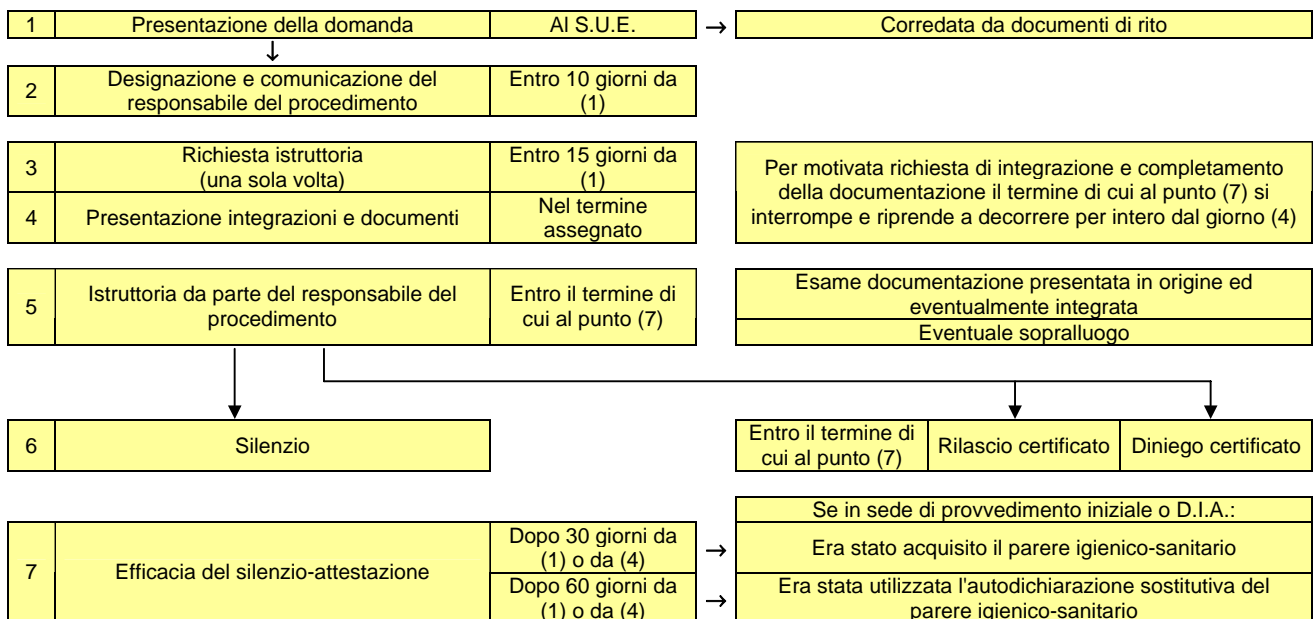 1 Presentazione della domanda Al S.U.E. → Corredata da documenti di rito
↓
2 Designazione e comunicazione del
responsabile del procedimento
Entro 10 giorni da
(1)
3 Richiesta istruttoria
(una sola volta)
Entro 15 giorni da
(1)
4 Presentazione integrazioni e documenti
Nel termine
assegnato
Per motivata richiesta di integrazione e completamento
della documentazione il termine di cui al punto (7) si
interrompe e riprende a decorrere per intero dal giorno (4)
5 Istruttoria da parte del responsabile del
procedimento
Entro il termine di
cui al punto (7)
Esame documentazione presentata in origine ed
eventualmente integrata
Eventuale sopralluogo
6 Silenzio
Entro il termine di
cui al punto (7)
Rilascio certificato
Diniego certificato
7 Efficacia del silenzio-attestazione
Se in sede di provvedimento iniziale o D.I.A.:
Dopo 30 giorni da
(1) o da (4)
→ Era stato acquisito il parere igienico-sanitario
Dopo 60 giorni da
(1) o da (4)
→ Era stata utilizzata l'autodichiarazione sostitutiva del
parere igienico-sanitario